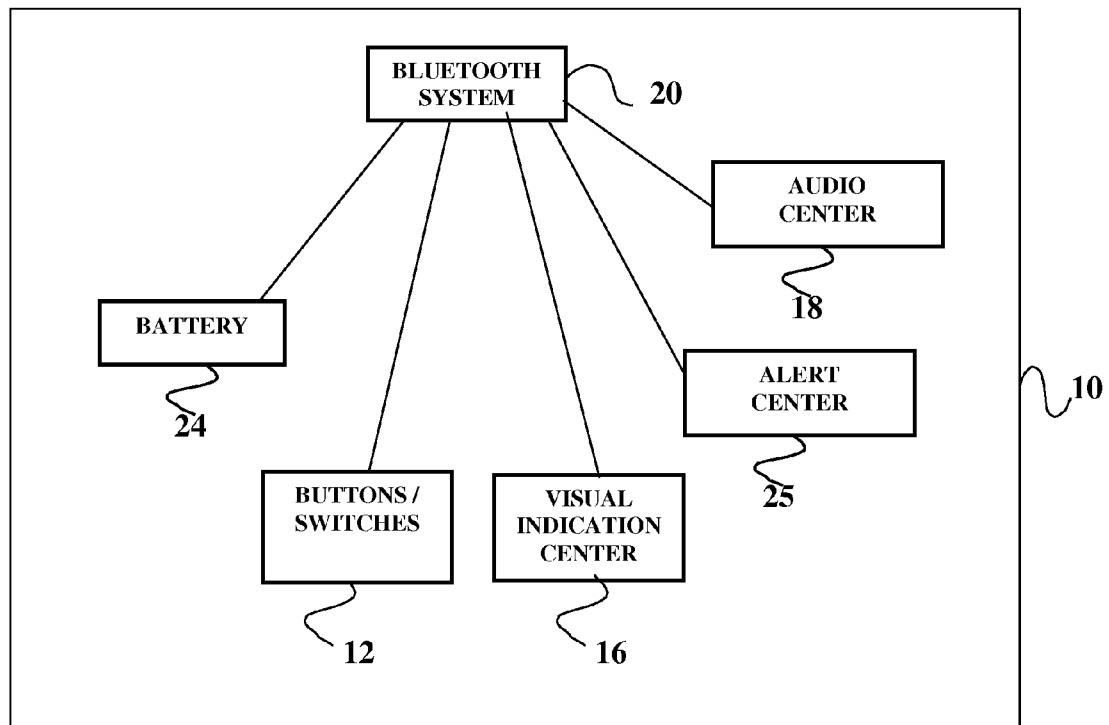 BLUETOOTH
SYSTEM
20
AUDIO
CENTER
18
BATTERY
24
ALERT
CENTER
10
25
BUTTONS /
SWITCHES
VISUAL
INDICATION
CENTER
12
16